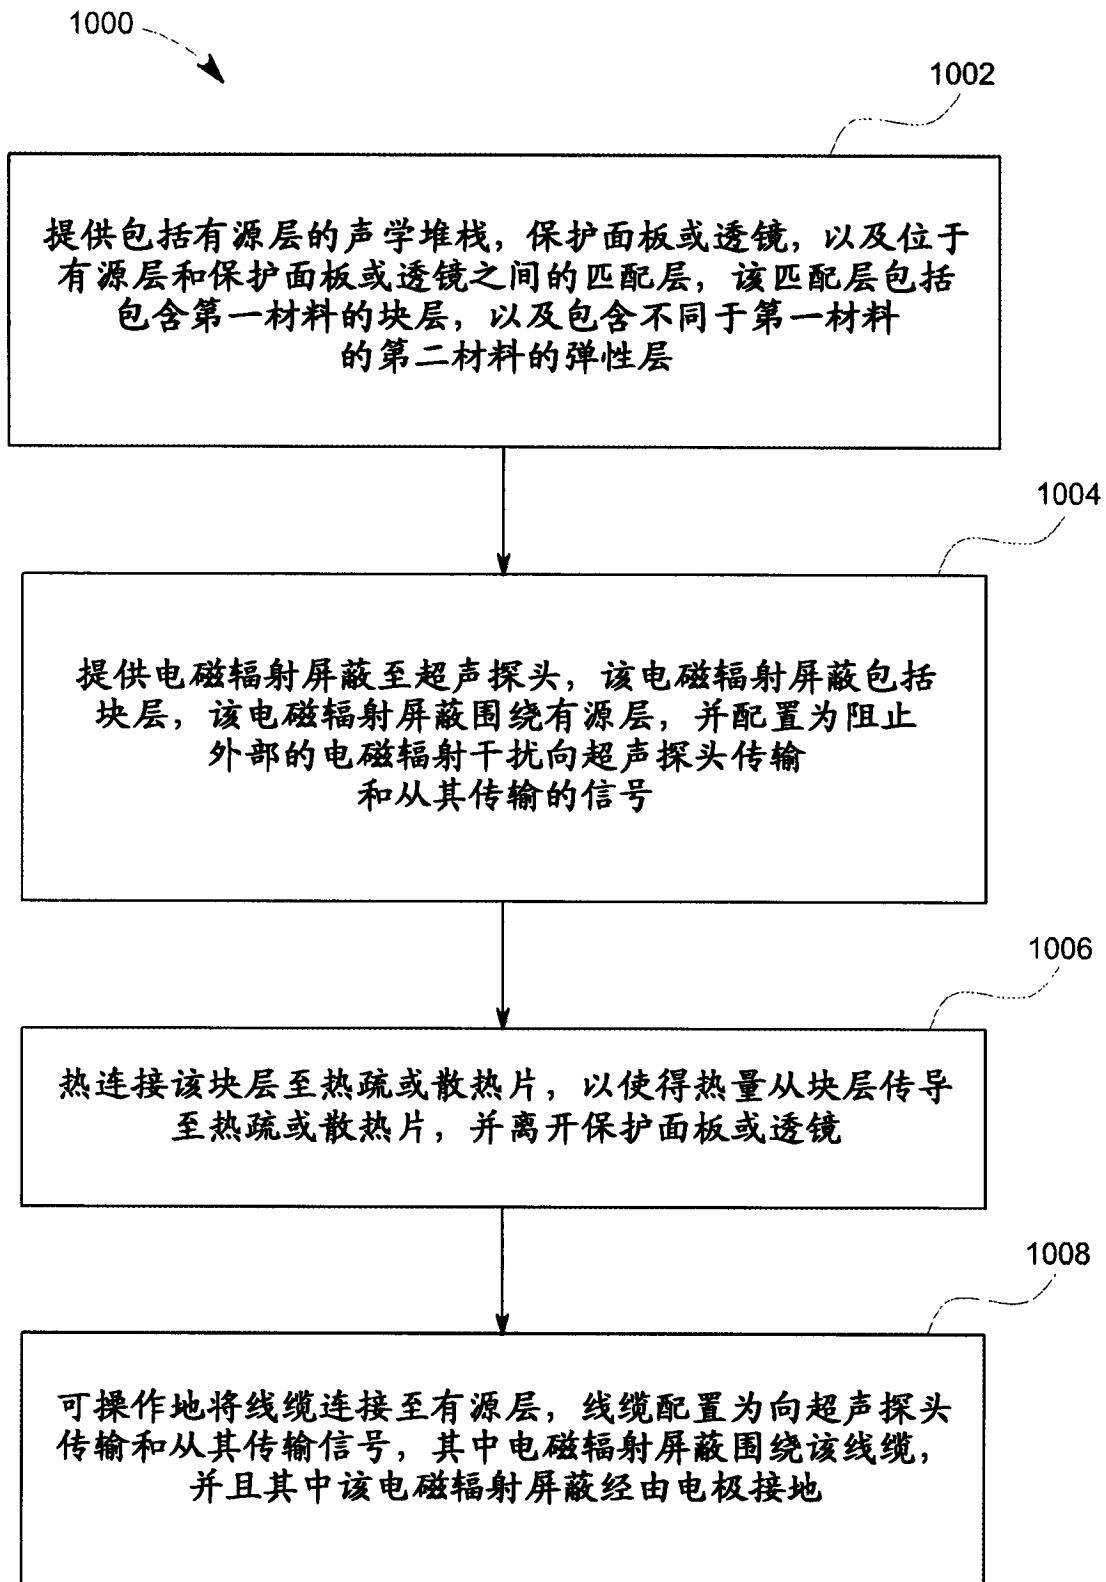 1000
1002
提供包括有源层的声学堆栈，保护面板或透镜，以及位于
有源层和保护面板或透镜之间的匹配层，该匹配层包括
包含第一材料的块层，以及包含不同于第一材料
的第二材料的弹性层
1004
提供电磁辐射屏蔽至超声探头，该电磁辐射屏蔽包括
块层，该电磁辐射屏蔽围绕有源层，并配置为阻止
外部的电磁辐射干扰向超声探头传输
和从其传输的信号
1006
热连接该块层至热疏或散热片，以使得热量从块层传导
至热疏或散热片，并离开保护面板或透镜
1008
可操作地将线缆连接至有源层，线缆配置为向超声探头
传输和从其传输信号，其中电磁辐射屏蔽围绕该线缆，
并且其中该电磁辐射屏蔽经由电极接地